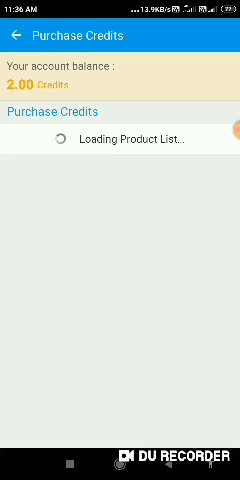 11:36 AM ...13.9KB/s
Purchase Credits
Your account balance :
2.00 Credits
Purchase Credits
Loading Product List...
DU RECORDER